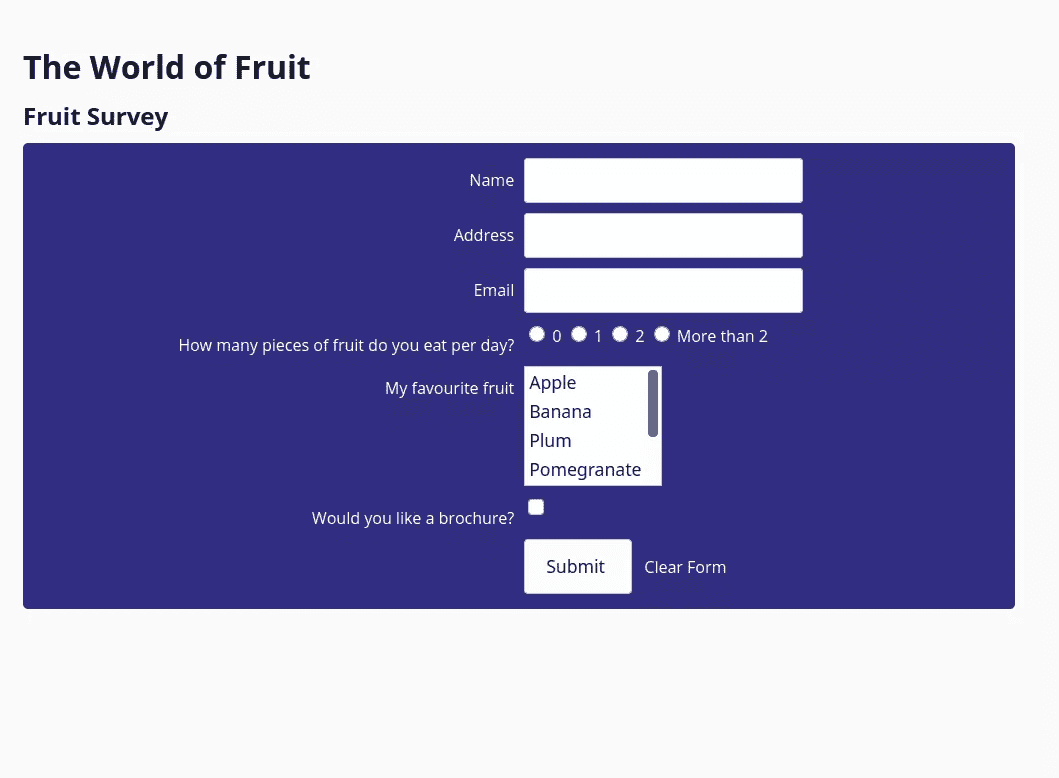 The World of Fruit
Fruit Survey
Name
Address
Email
How many pieces of fruit do you eat per day? 0 1 2 More than 2
My favourite fruit
Apple
Banana
Plum
Pomegranate
Would you like a brochure?
Submit Clear Form